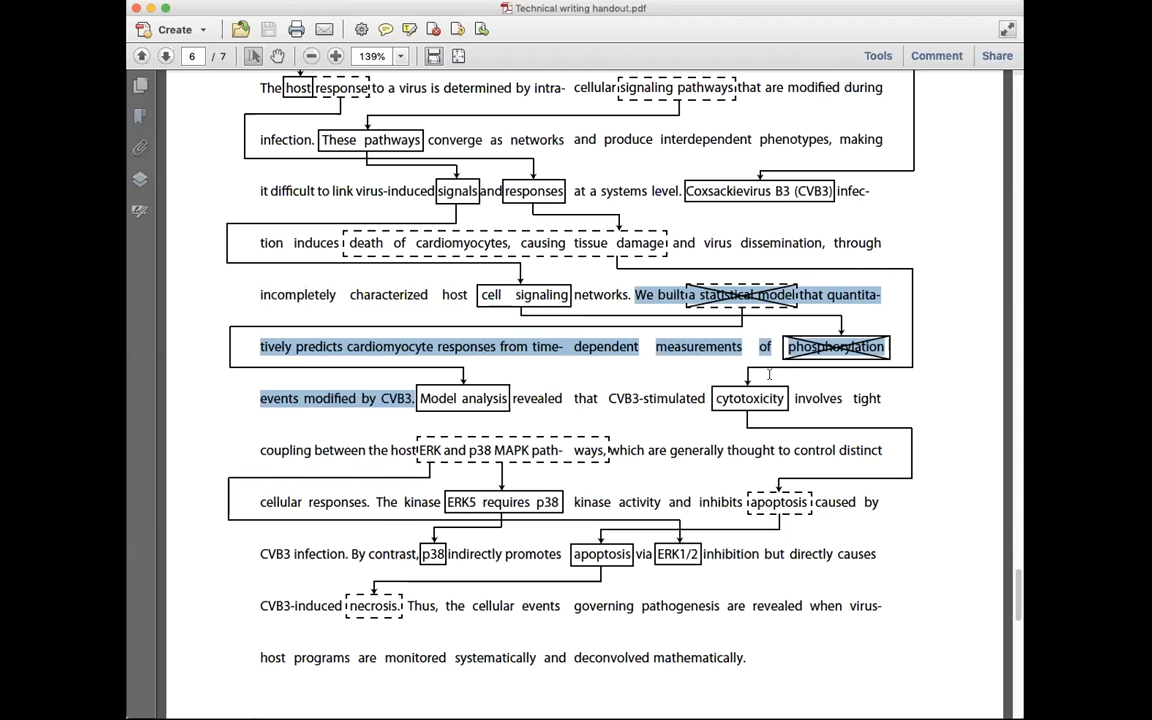 Technical writing handout.pdf
Create
6 / 7
139%
Tools Comment Share
The host response to a virus is determined by intra- cellular signaling pathways that are modified during
infection. These pathways converge as networks and produce interdependent phenotypes, making
it difficult to link virus-induced signals and responses at a systems level. Coxsackievirus B3 (CVB3) infec-
tion induces death of cardiomyocytes, causing tissue damage and virus dissemination, through
incompletely characterized host cell signaling networks. We built a statistical model that quantita-
tively predicts cardiomyocyte responses from time- dependent measurements of phosphorylation
events modified by CVB3. Model analysis revealed that CVB3-stimulated cytotoxicity involves tight
coupling between the host ERK and p38 MAPK path- ways, which are generally thought to control distinct
cellular responses. The kinase ERK5 requires p38 kinase activity and inhibits apoptosis caused by
CVB3 infection. By contrast, p38 indirectly promotes apoptosis via ERK1/2 inhibition but directly causes
CVB3-induced necrosis. Thus, the cellular events governing pathogenesis are revealed when virus-
host programs are monitored systematically and deconvolved mathematically.